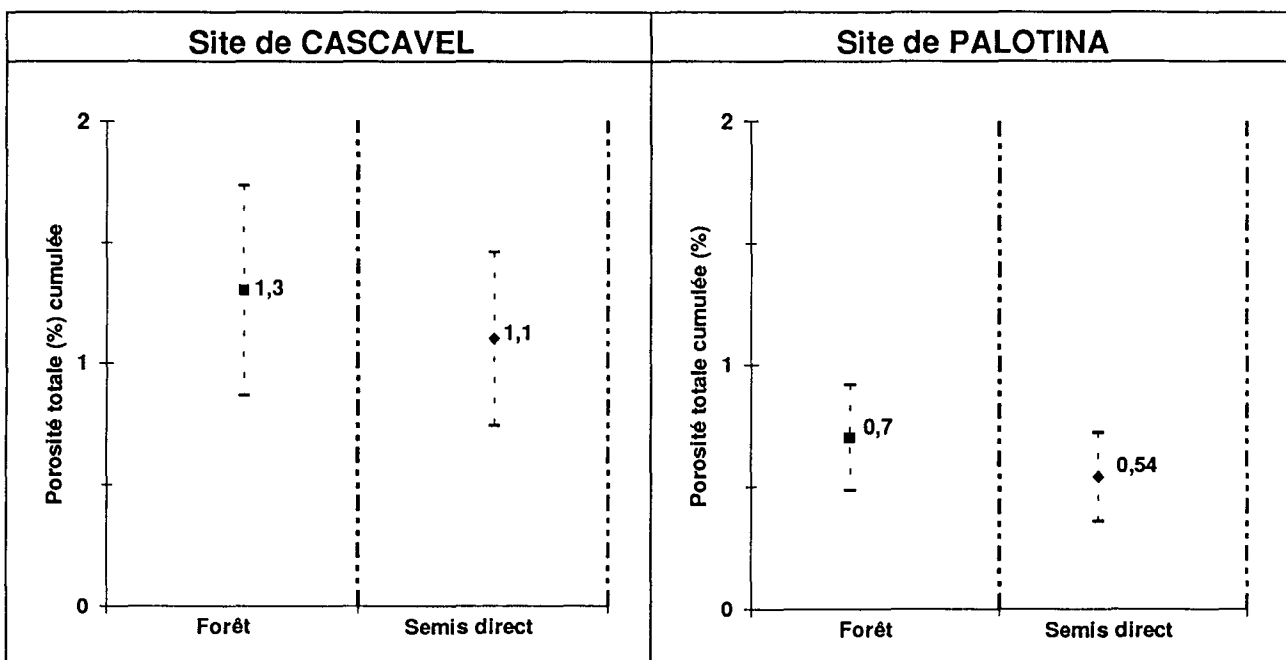 Site de CASCAVEL
Porosité totale (%) cumulée
2
1
0
1,3
1,1
Forêt
Semis direct
Site de PALOTINA
Porosité totale cumulée (%)
2
1
0
0,7
0,54
Forêt
Semis direct